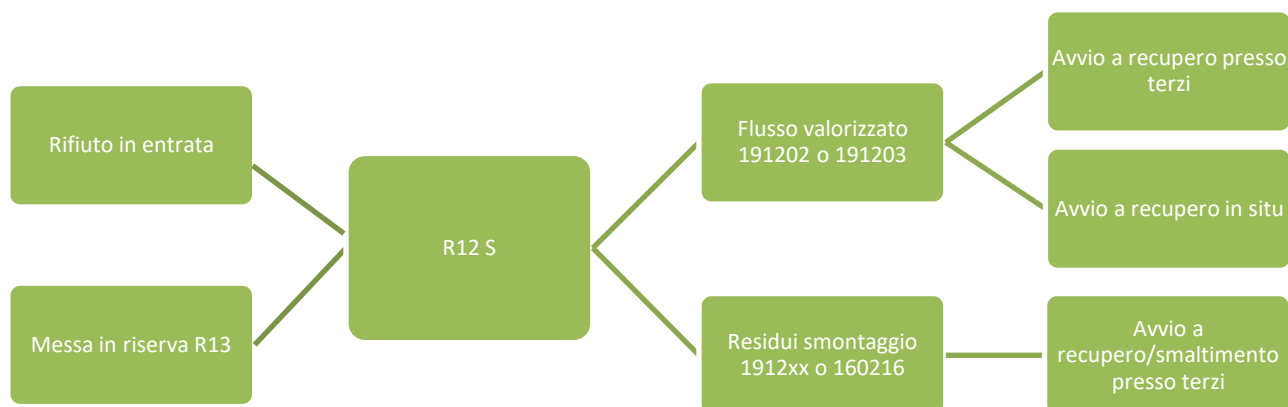 Rifiuto in entrata
Messa in riserva R13
R12 S
Flusso valorizzato
191202 o 191203
Residui smontaggio
1912xx o 160216
Avvio a recupero presso
terzi
Avvio a recupero in situ
Avvio a
recupero/smaltimento
presso terzi